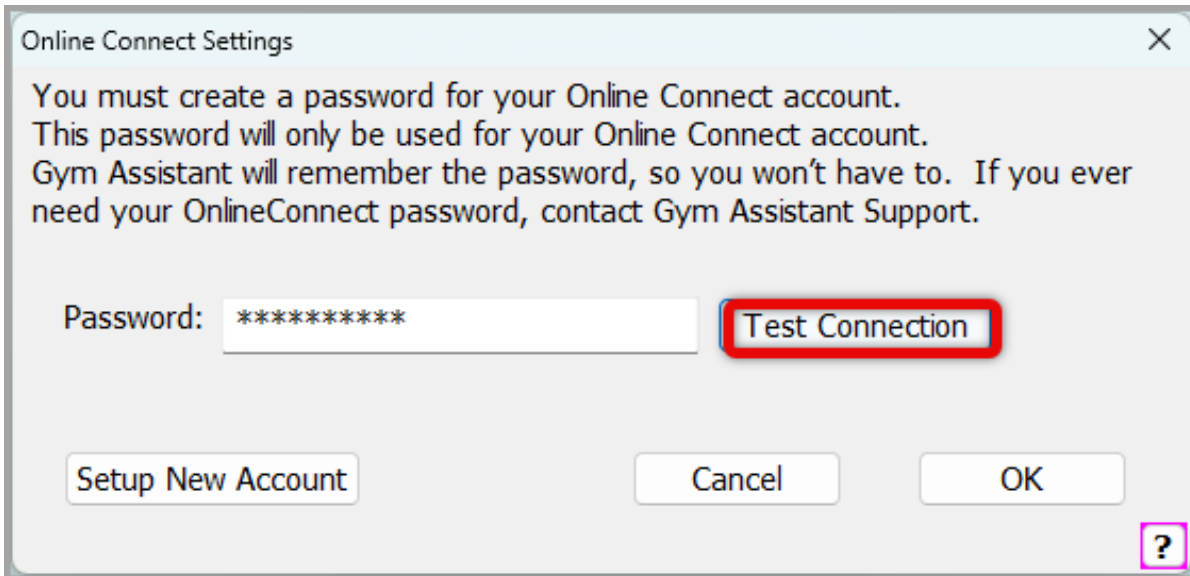 Online Connect Settings
You must create a password for your Online Connect account.
This password will only be used for your Online Connect account.
Gym Assistant will remember the password, so you won't have to.  If you ever
need your OnlineConnect password, contact Gym Assistant Support.
Password: ********** Test Connection
Setup New Account Cancel OK
?